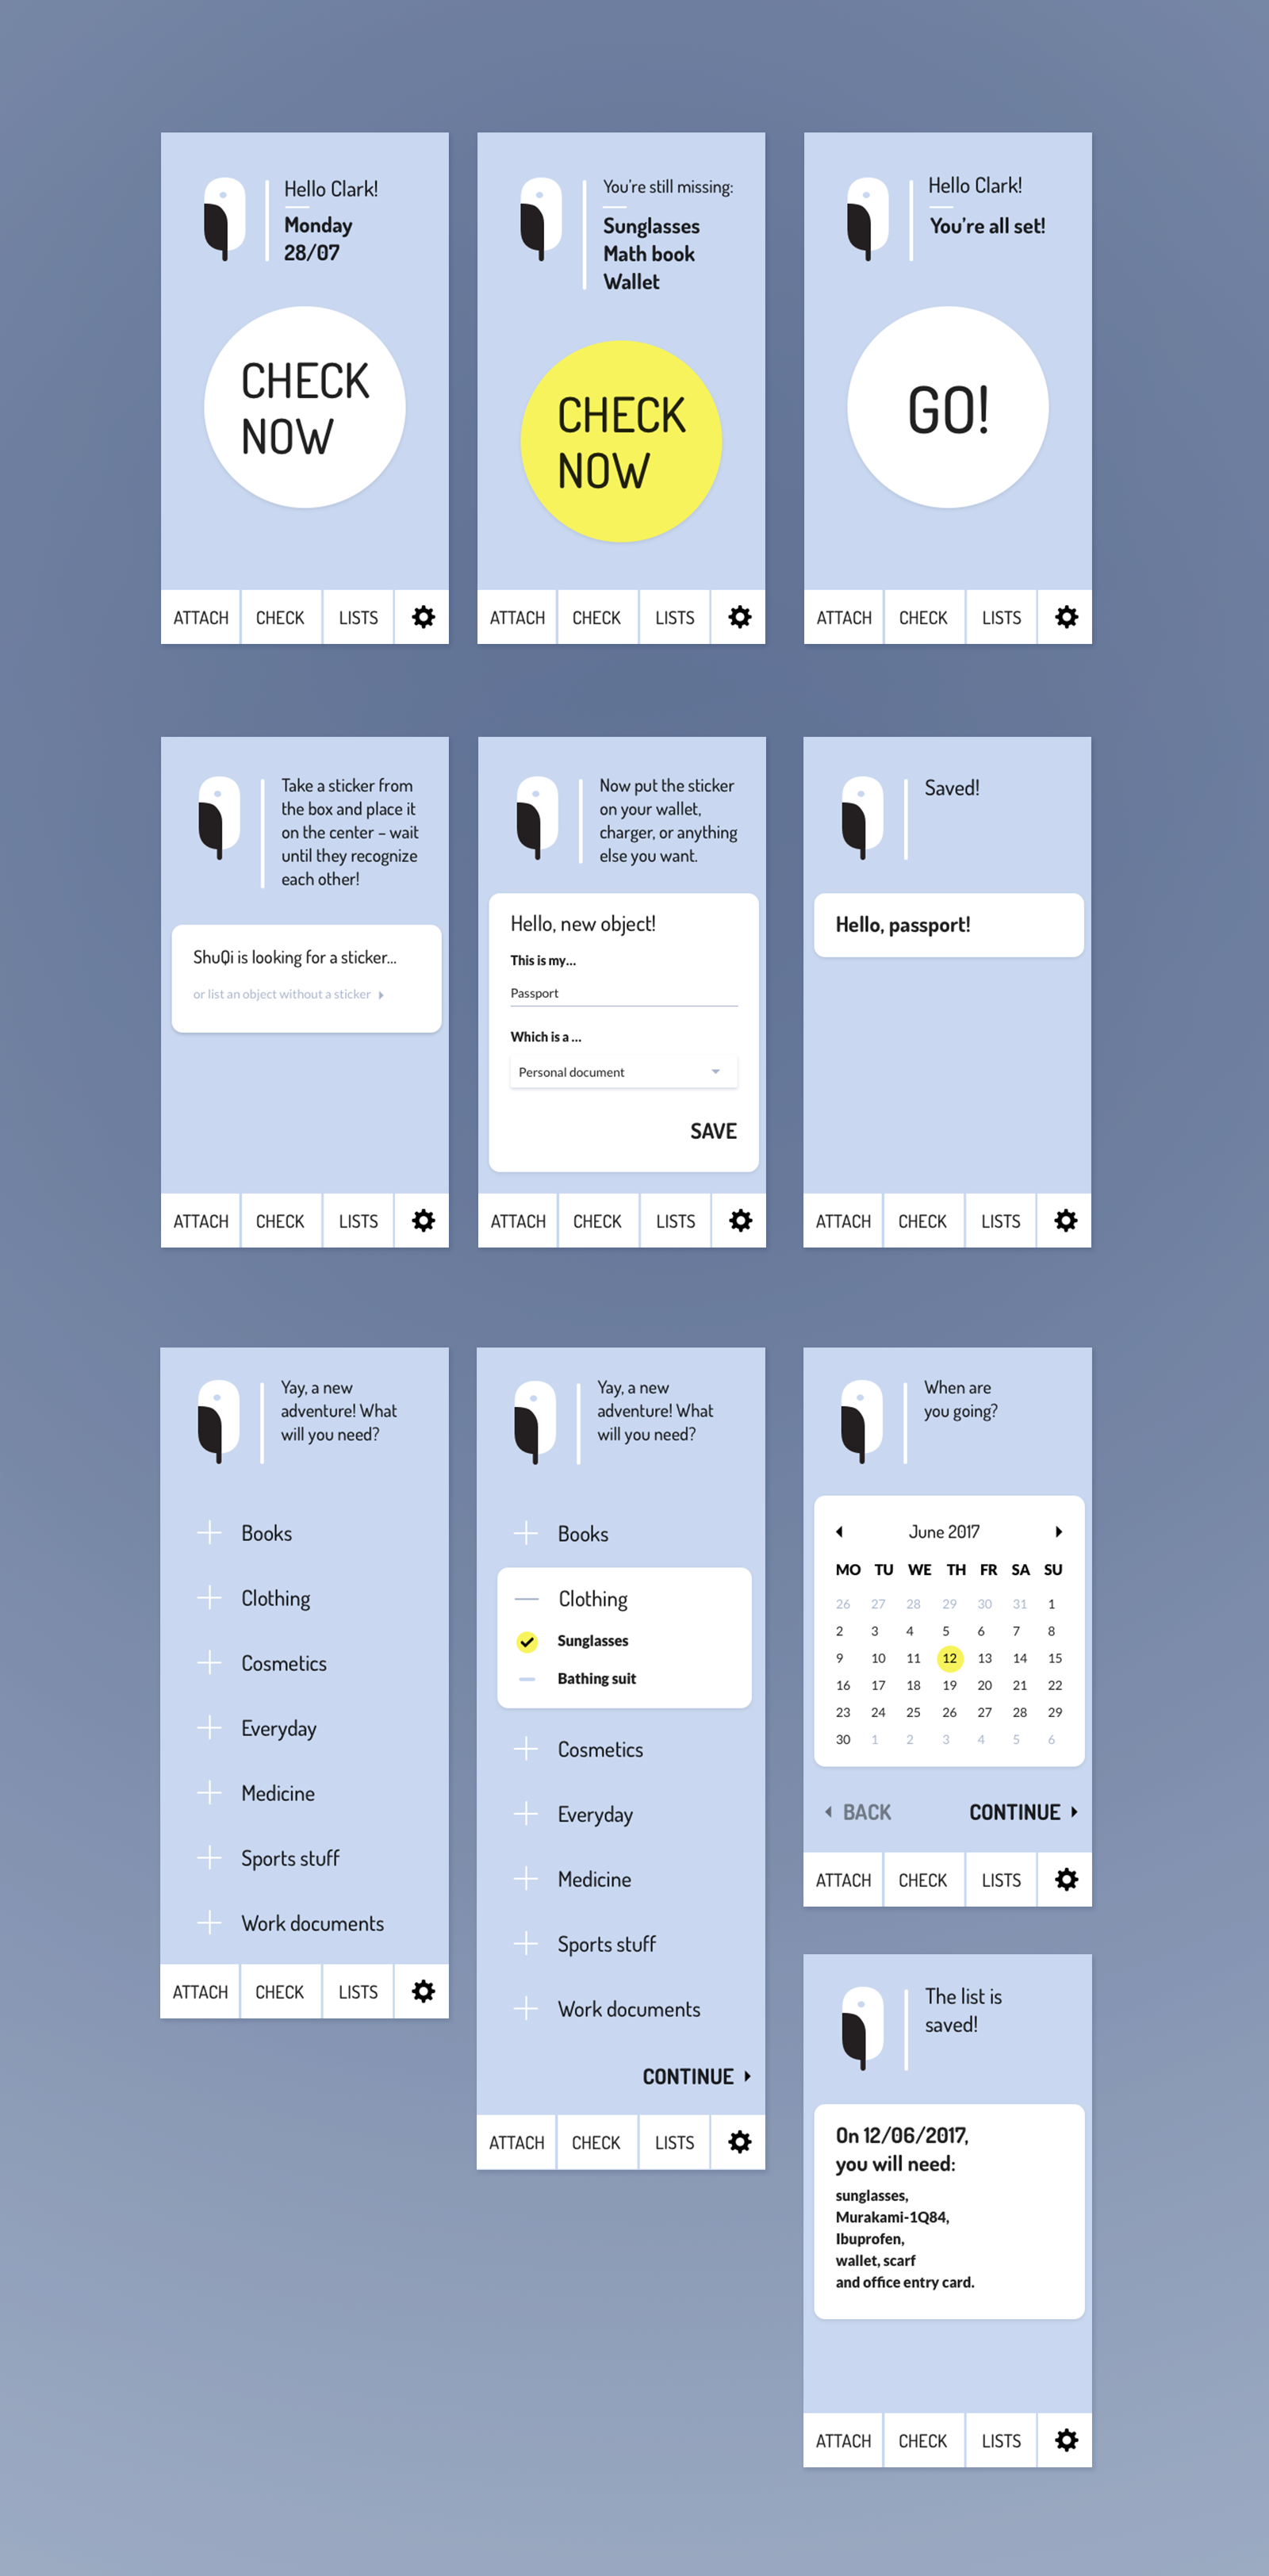 Hello Clark!
Monday
28/07
CHECK
NOW
ATTACH CHECK LISTS
You're still missing:
Sunglasses
Math book
Wallet
CHECK
NOW
ATTACH CHECK LISTS
Hello Clark!
You're all set!
GO!
ATTACH CHECK LISTS
Take a sticker from
the box and place it
on the center – wait
until they recognize
each other!
ShuQi is looking for a sticker...
or list an object without a sticker
ATTACH CHECK LISTS
Now put the sticker
on your wallet,
charger, or anything
else you want.
Hello, new object!
This is my...
Passport
Which is a ...
Personal document
SAVE
ATTACH CHECK LISTS
Saved!
Hello, passport!
ATTACH CHECK LISTS
Yay, a new
adventure! What
will you need?
Books
Clothing
Cosmetics
Everyday
Medicine
Sports stuff
Work documents
ATTACH CHECK LISTS
Yay, a new
adventure! What
will you need?
Books
Clothing
Sunglasses
Bathing suit
Cosmetics
Everyday
Medicine
Sports stuff
Work documents
CONTINUE
ATTACH CHECK LISTS
When are
you going?
June 2017
MO TU WE TH FR SA SU
26 27 28 29 30 31 1
2 3 4 5 6 7 8
9 10 11 12 13 14 15
16 17 18 19 20 21 22
23 24 25 26 27 28 29
30 1 2 3 4 5 6
BACK CONTINUE
ATTACH CHECK LISTS
The list is
saved!
On 12/06/2017,
you will need:
sunglasses,
Murakami-1Q84,
Ibuprofen,
wallet, scarf
and office entry card.
ATTACH CHECK LISTS